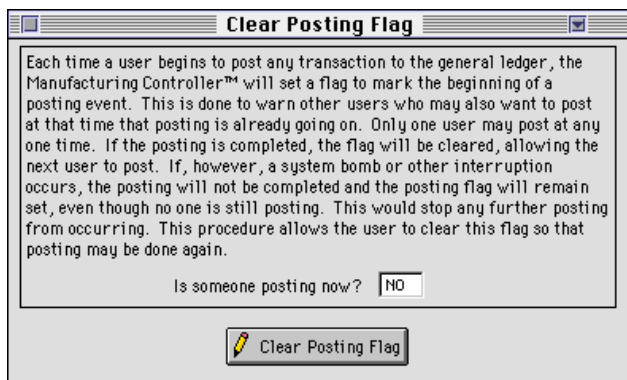 Clear Posting Flag
Each time a user begins to post any transaction to the general ledger, the
Manufacturing Controller™ will set a flag to mark the beginning of a
posting event. This is done to warn other users who may also want to post
at that time that posting is already going on. Only one user may post at any
one time. If the posting is completed, the flag will be cleared, allowing the
next user to post. If, however, a system bomb or other interruption
occurs, the posting will not be completed and the posting flag will remain
set, even though no one is still posting. This would stop any further posting
from occurring. This procedure allows the user to clear this flag so that
posting may be done again.
Is someone posting now? NO
Clear Posting Flag